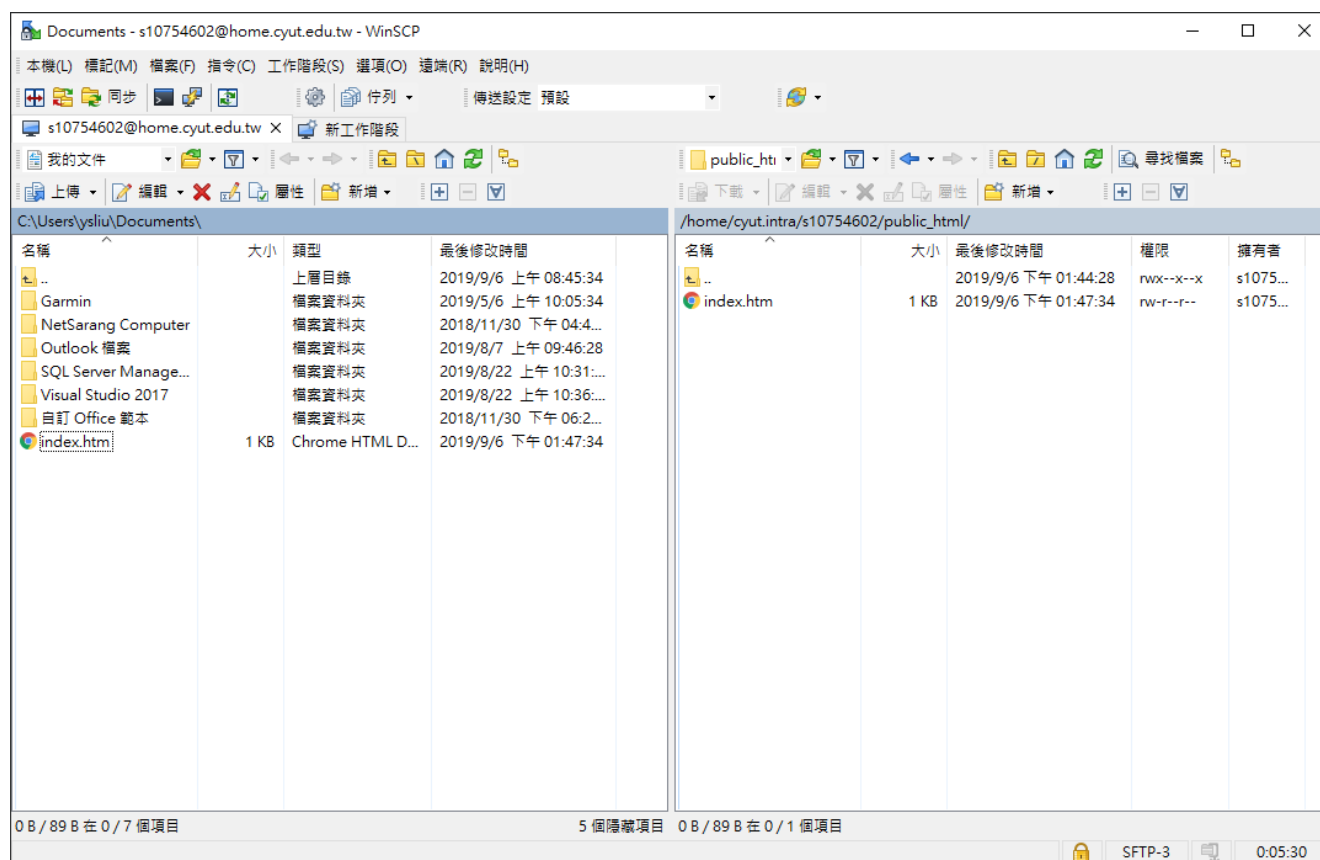 Documents - s10754602@home.cyut.edu.tw - WinSCP
本機(L) 標記(M) 檔案(F) 指令(C) 工作階段(S) 選項(O) 遠端(R) 說明(H)
同步 佇列 傳送設定 預設
s10754602@home.cyut.edu.tw 新工作階段
我的文件 public_ht 尋找檔案
上傳 編輯 屬性 新增 下載 編輯 屬性 新增
C:\Users\ysliu\Documents\ /home/cyut.intra/s10754602/public_html/
名稱 大小 類型 最後修改時間 名稱 大小 最後修改時間 權限 擁有者
.. 上層目錄 2019/9/6 上午 08:45:34 .. 2019/9/6 下午 01:44:28 rwx--x--x s1075...
Garmin 檔案資料夾 2019/5/6 上午 10:05:34 index.htm 1 KB 2019/9/6 下午 01:47:34 rw-r--r-- s1075...
NetSarang Computer 檔案資料夾 2018/11/30 下午 04:4...
Outlook 檔案 檔案資料夾 2019/8/7 上午 09:46:28
SQL Server Manage... 檔案資料夾 2019/8/22 上午 10:31:...
Visual Studio 2017 檔案資料夾 2019/8/22 上午 10:36:...
自訂 Office 範本 檔案資料夾 2018/11/30 下午 06:2...
index.htm 1 KB Chrome HTML D... 2019/9/6 下午 01:47:34
0 B / 89 B 在 0 / 7 個項目 5 個隱藏項目 0 B / 89 B 在 0 / 1 個項目
SFTP-3 0:05:30